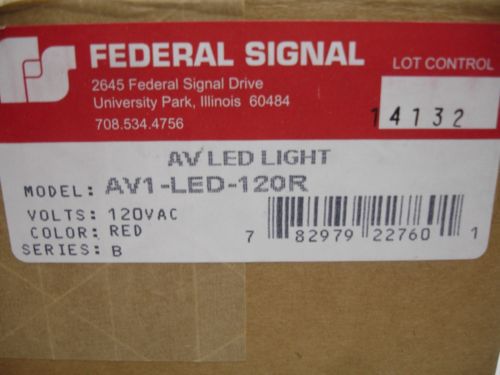 FEDERAL SIGNAL
2645 Federal Signal Drive
University Park, Illinois 60484
708.534.4756
LOT CONTROL
14132
AV LED LIGHT
MODEL: AV1-LED-120R
VOLTS: 120VAC
COLOR: RED
SERIES: B
7 82979 22760 1